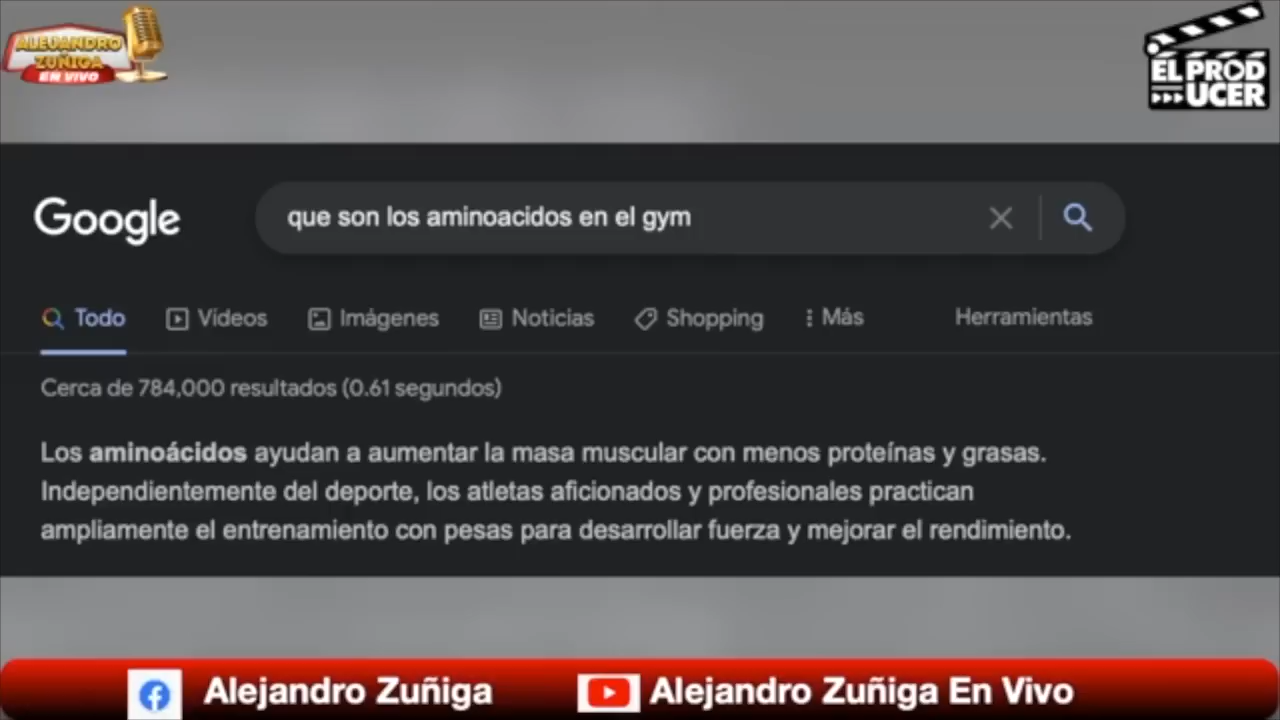 ALEJANDRO
ZUÑIGA
EN VIVO
EL PROD
UCER
Google
que son los aminoacidos en el gym
Todo
Vídeos
Imágenes
Noticias
Shopping
Más
Herramientas
Cerca de 784,000 resultados (0.61 segundos)
Los aminoácidos ayudan a aumentar la masa muscular con menos proteínas y grasas.
Independientemente del deporte, los atletas aficionados y profesionales practican
ampliamente el entrenamiento con pesas para desarrollar fuerza y mejorar el rendimiento.
Alejandro Zuñiga
Alejandro Zuñiga En Vivo